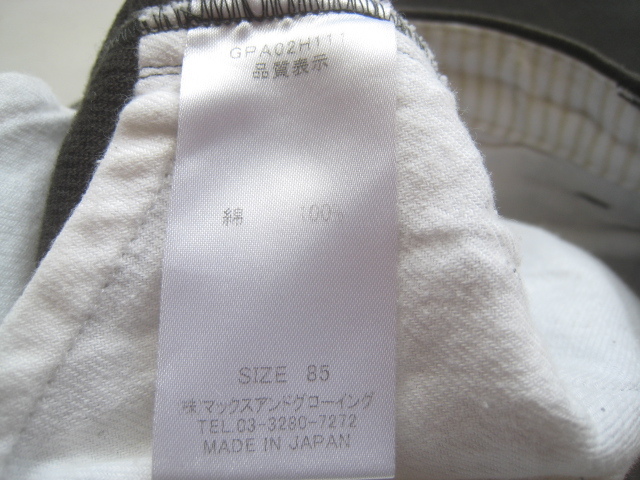 GPA02H111
品質表示
綿 100%
SIZE 85
㈱マックスアンドグローイング
TEL.03-3280-7272
MADE IN JAPAN